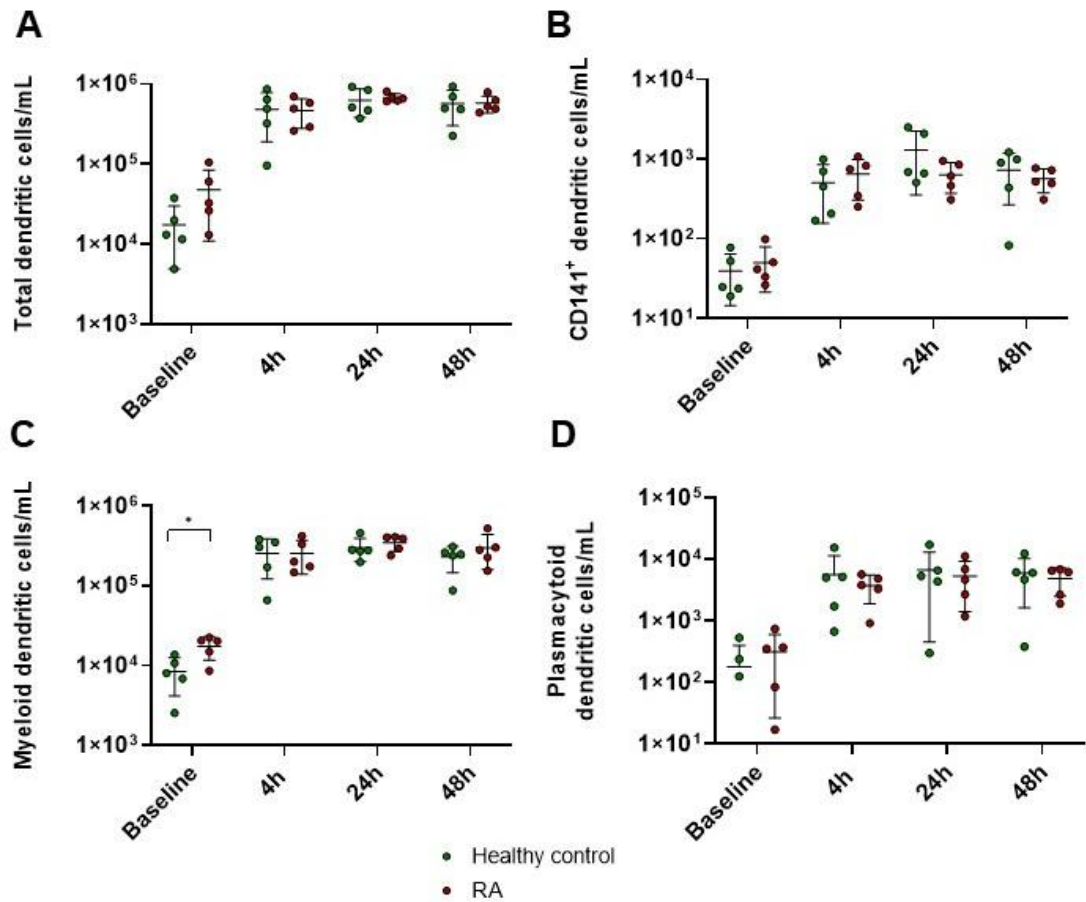 A
Total dendritic cells/mL
1×10⁶
1×10⁵
1×10⁴
1×10³
Baseline
4h
24h
48h
B
CD141⁺ dendritic cells/mL
1×10⁴
1×10³
1×10²
1×10¹
Baseline
4h
24h
48h
C
Myeloid dendritic cells/mL
1×10⁶
1×10⁵
1×10⁴
1×10³
*
Baseline
4h
24h
48h
D
Plasmacytoid
dendritic cells/mL
1×10⁵
1×10⁴
1×10³
1×10²
1×10¹
Baseline
4h
24h
48h
Healthy control
RA